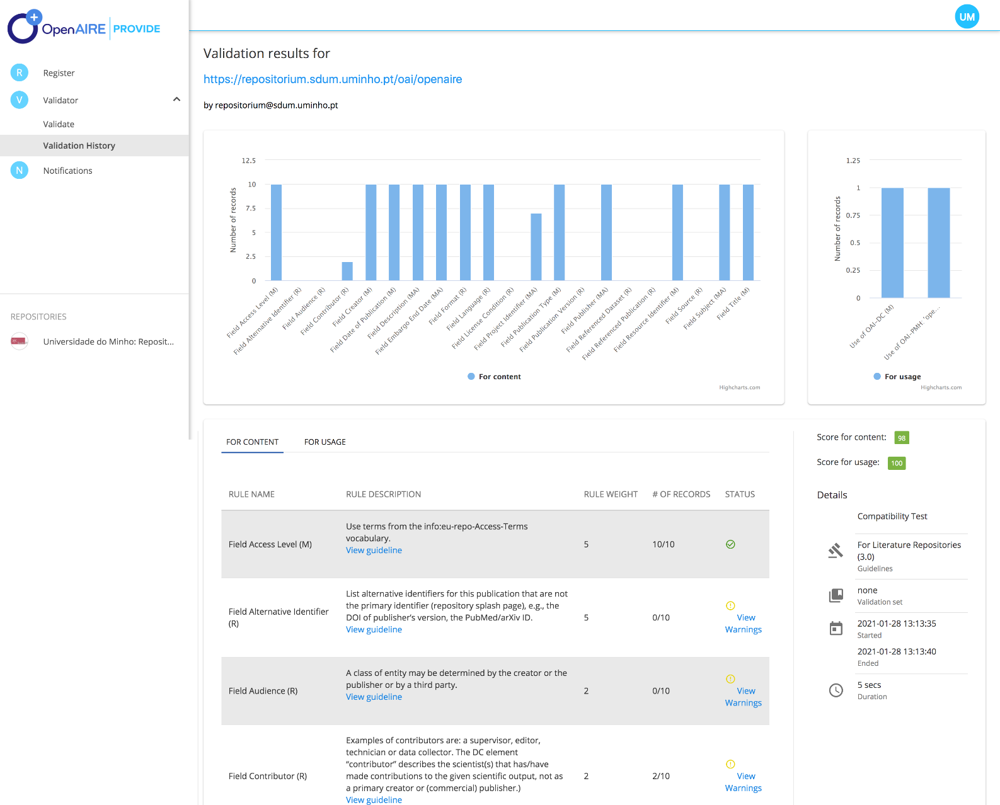 OpenAIRE | PROVIDE
UM
R Register
V Validator
Validate
Validation History
N Notifications
REPOSITORIES
Universidade do Minho: Reposit...
Validation results for
https://repositorium.sdum.uminho.pt/oai/openaire
by repositorium@sdum.uminho.pt
Number of records
12.5
10
7.5
5
2.5
0
Field Access Level (M)
Field Alternative Identifier (R)
Field Audience (R)
Field Contributor (R)
Field Creator (M)
Field Date of Publication (M)
Field Description (MA)
Field Embargo End Date (MA)
Field Format (R)
Field Language (R)
Field License Condition (R)
Field Project Identifier (MA)
Field Publication Type (M)
Field Publication Version (R)
Field Publisher (MA)
Field Referenced Dataset (R)
Field Referenced Publication (R)
Field Resource Identifier (M)
Field Source (R)
Field Subject (MA)
Field Title (M)
For content
Highcharts.com
Number of records
1.25
1
0.75
0.5
0.25
0
Use of OAI-DC (M)
Use of OAI-PMH: 'ope...
For usage
Highcharts.com
FOR CONTENT FOR USAGE
RULE NAME RULE DESCRIPTION RULE WEIGHT # OF RECORDS STATUS
Field Access Level (M)
Use terms from the info:eu-repo-Access-Terms
vocabulary.
View guideline
5 10/10
Field Alternative Identifier
(R)
List alternative identifiers for this publication that are not
the primary identifier (repository splash page), e.g., the
DOI of publisher's version, the PubMed/arXiv ID.
View guideline
5 0/10
View
Warnings
Field Audience (R)
A class of entity may be determined by the creator or the
publisher or by a third party.
View guideline
2 0/10
View
Warnings
Field Contributor (R)
Examples of contributors are: a supervisor, editor,
technician or data collector. The DC element
“contributor” describes the scientist(s) that has/have
made contributions to the given scientific output, not as
a primary creator or (commercial) publisher.)
View guideline
2 2/10
View
Warnings
Score for content: 98
Score for usage: 100
Details
Compatibility Test
For Literature Repositories
(3.0)
Guidelines
none
Validation set
2021-01-28 13:13:35
Started
2021-01-28 13:13:40
Ended
5 secs
Duration